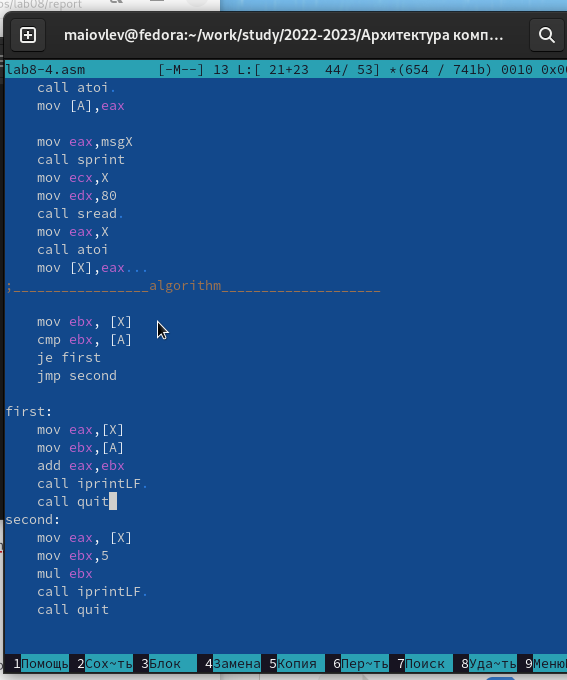 os/lab08/report
maiovlev@fedora:~/work/study/2022-2023/Архитектура комп…
lab8-4.asm [-M--] 13 L:[ 21+23 44/ 53] *(654 / 741b) 0010 0x0
call atoi.
mov [A],eax
mov eax,msgX
call sprint
mov ecx,X
mov edx,80
call sread.
mov eax,X
call atoi
mov [X],eax...
;_________________algorithm____________________
mov ebx, [X]
cmp ebx, [A]
je first
jmp second
first:
mov eax,[X]
mov ebx,[A]
add eax,ebx
call iprintLF.
call quit
second:
mov eax, [X]
mov ebx,5
mul ebx
call iprintLF.
call quit
1Помощь 2Сох~ть 3Блок 4Замена 5Копия 6Пер~ть 7Поиск 8Уда~ть 9Меню